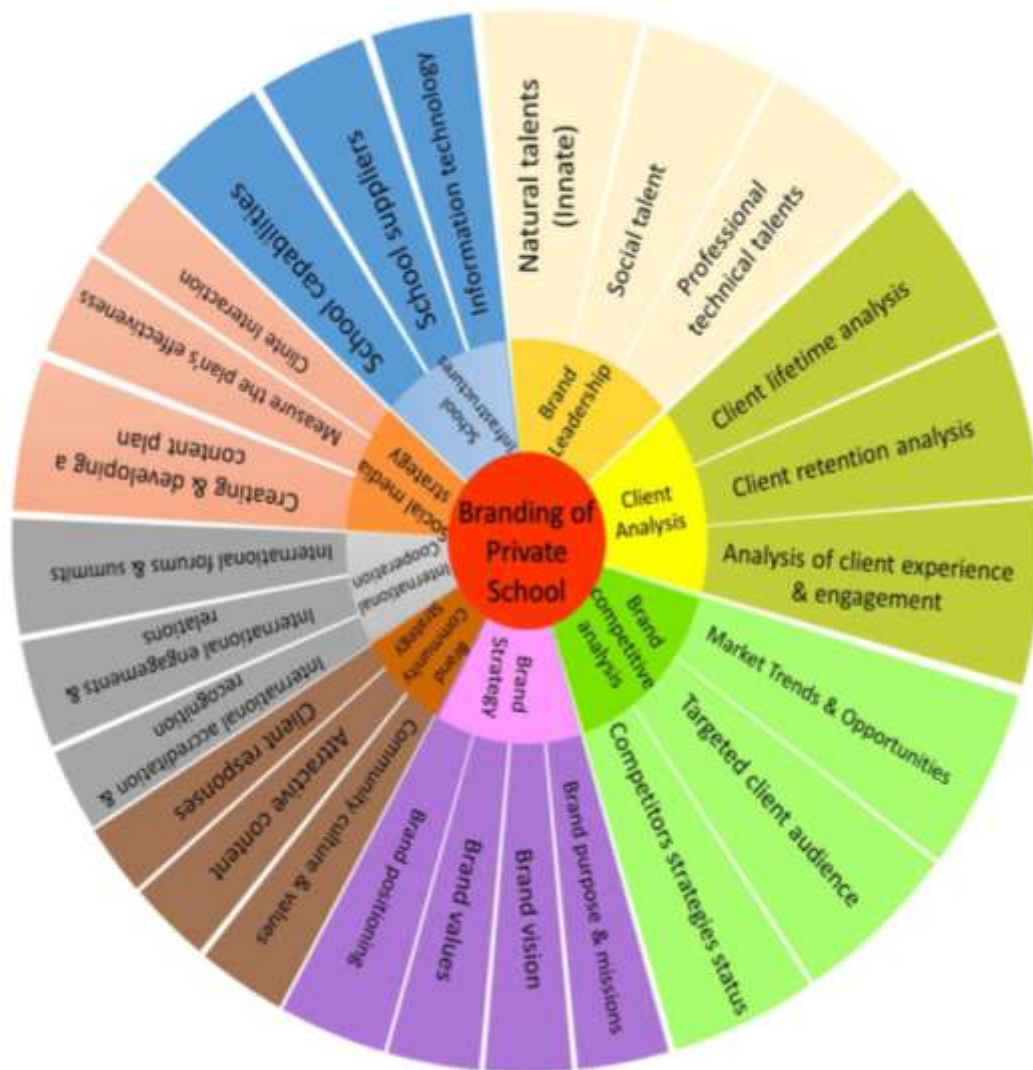 Branding of
Private
School
Brand
Leadership
Natural talents
(Innate)
Social talent
Professional
technical talents
Client
Analysis
Client lifetime analysis
Client retention analysis
Analysis of client experience
& engagement
Brand
competitive
analysis
Market Trends & Opportunities
Targeted client audience
Competitors strategies status
Brand
Strategy
Brand purpose & missions
Brand vision
Brand values
Brand positioning
Brand
Community
Strategy
Community culture & values
Attractive content
Client responses
International
Cooperation
International accreditation &
recognition
International engagements &
relations
International forums & summits
Social media
strategy
Creating & developing a
content plan
Measure the plan's effectiveness
Clinte Interaction
School
Infrastructures
School capabilities
School suppliers
Information technology